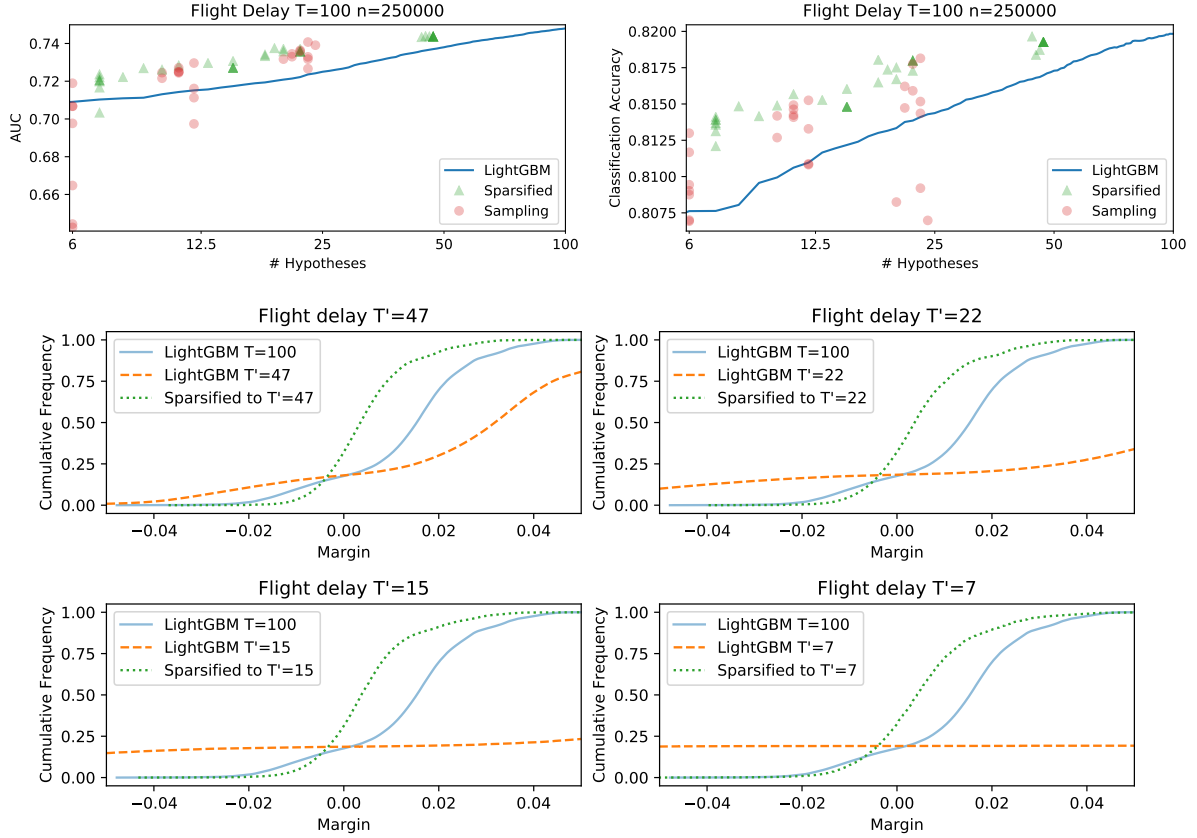 Flight Delay T=100 n=250000
AUC
0.74
0.72
0.70
0.68
0.66
LightGBM
Sparsified
Sampling
6
12.5
25
50
100
# Hypotheses
Flight Delay T=100 n=250000
Classification Accuracy
0.8200
0.8175
0.8150
0.8125
0.8100
0.8075
LightGBM
Sparsified
Sampling
6
12.5
25
50
100
# Hypotheses
Flight delay T'=47
Cumulative Frequency
1.00
0.75
0.50
0.25
0.00
LightGBM T=100
LightGBM T'=47
Sparsified to T'=47
−0.04
−0.02
0.00
0.02
0.04
Margin
Flight delay T'=22
Cumulative Frequency
1.00
0.75
0.50
0.25
0.00
LightGBM T=100
LightGBM T'=22
Sparsified to T'=22
−0.04
−0.02
0.00
0.02
0.04
Margin
Flight delay T'=15
Cumulative Frequency
1.00
0.75
0.50
0.25
0.00
LightGBM T=100
LightGBM T'=15
Sparsified to T'=15
−0.04
−0.02
0.00
0.02
0.04
Margin
Flight delay T'=7
Cumulative Frequency
1.00
0.75
0.50
0.25
0.00
LightGBM T=100
LightGBM T'=7
Sparsified to T'=7
−0.04
−0.02
0.00
0.02
0.04
Margin